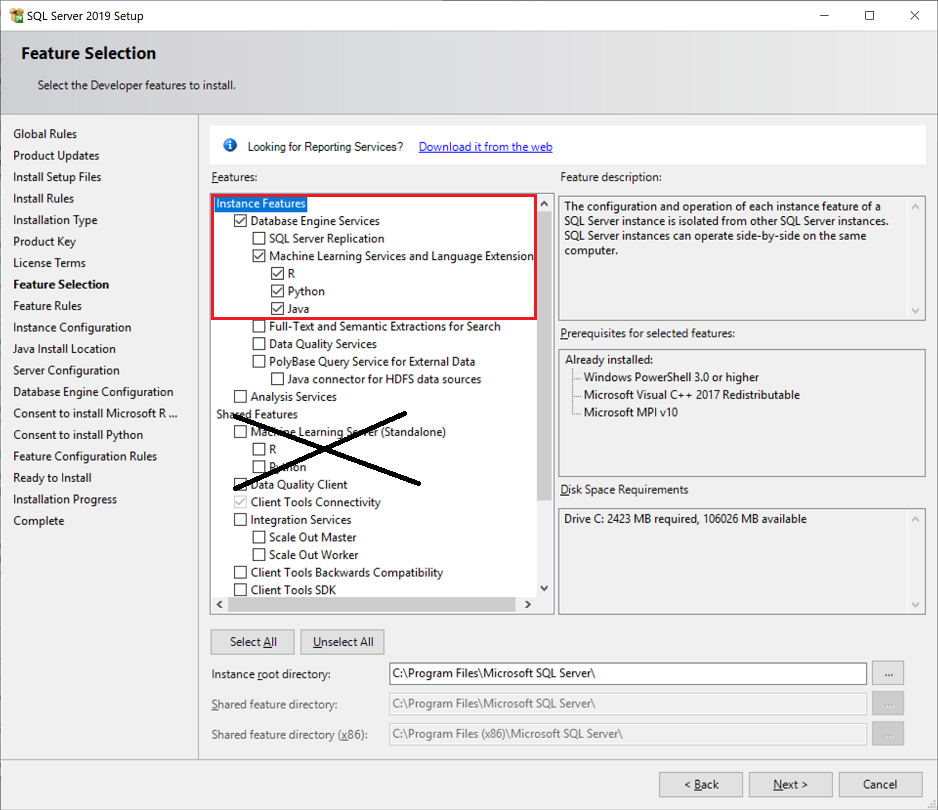 SQL Server 2019 Setup
Feature Selection
Select the Developer features to install.
Global Rules
Product Updates
Install Setup Files
Install Rules
Installation Type
Product Key
License Terms
Feature Selection
Feature Rules
Instance Configuration
Java Install Location
Server Configuration
Database Engine Configuration
Consent to install Microsoft R ...
Consent to install Python
Feature Configuration Rules
Ready to Install
Installation Progress
Complete
Looking for Reporting Services? Download it from the web
Features:
Instance Features
Database Engine Services
SQL Server Replication
Machine Learning Services and Language Extension
R
Python
Java
Full-Text and Semantic Extractions for Search
Data Quality Services
PolyBase Query Service for External Data
Java connector for HDFS data sources
Analysis Services
Shared Features
Machine Learning Server (Standalone)
R
Python
Data Quality Client
Client Tools Connectivity
Integration Services
Scale Out Master
Scale Out Worker
Client Tools Backwards Compatibility
Client Tools SDK
Feature description:
The configuration and operation of each instance feature of a
SQL Server instance is isolated from other SQL Server instances.
SQL Server instances can operate side-by-side on the same
computer.
Prerequisites for selected features:
Already installed:
Windows PowerShell 3.0 or higher
Microsoft Visual C++ 2017 Redistributable
Microsoft MPI v10
Disk Space Requirements
Drive C: 2423 MB required, 106026 MB available
Select All
Unselect All
Instance root directory: C:\Program Files\Microsoft SQL Server\ ...
Shared feature directory: C:\Program Files\Microsoft SQL Server\ ...
Shared feature directory (x86): C:\Program Files (x86)\Microsoft SQL Server\ ...
< Back
Next >
Cancel